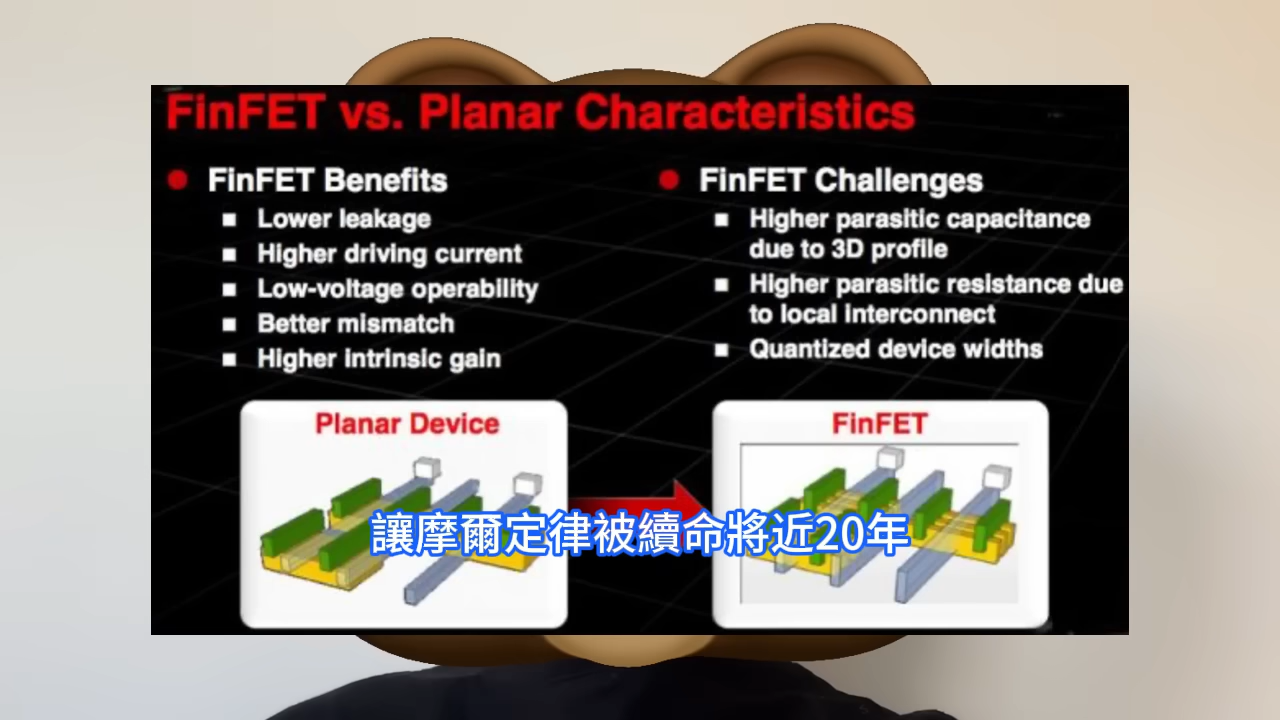 FinFET vs. Planar Characteristics
FinFET Benefits
Lower leakage
Higher driving current
Low-voltage operability
Better mismatch
Higher intrinsic gain
FinFET Challenges
Higher parasitic capacitance
due to 3D profile
Higher parasitic resistance due
to local interconnect
Quantized device widths
Planar Device
FinFET
讓摩爾定律被續命將近20年